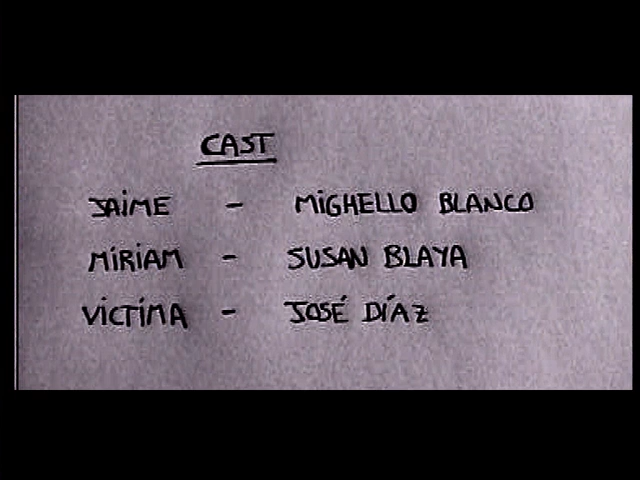 CAST
JAIME - MIGHELLO BLANCO
MIRIAM - SUSAN BLAYA
VICTIMA - JOSÉ DÍAZ